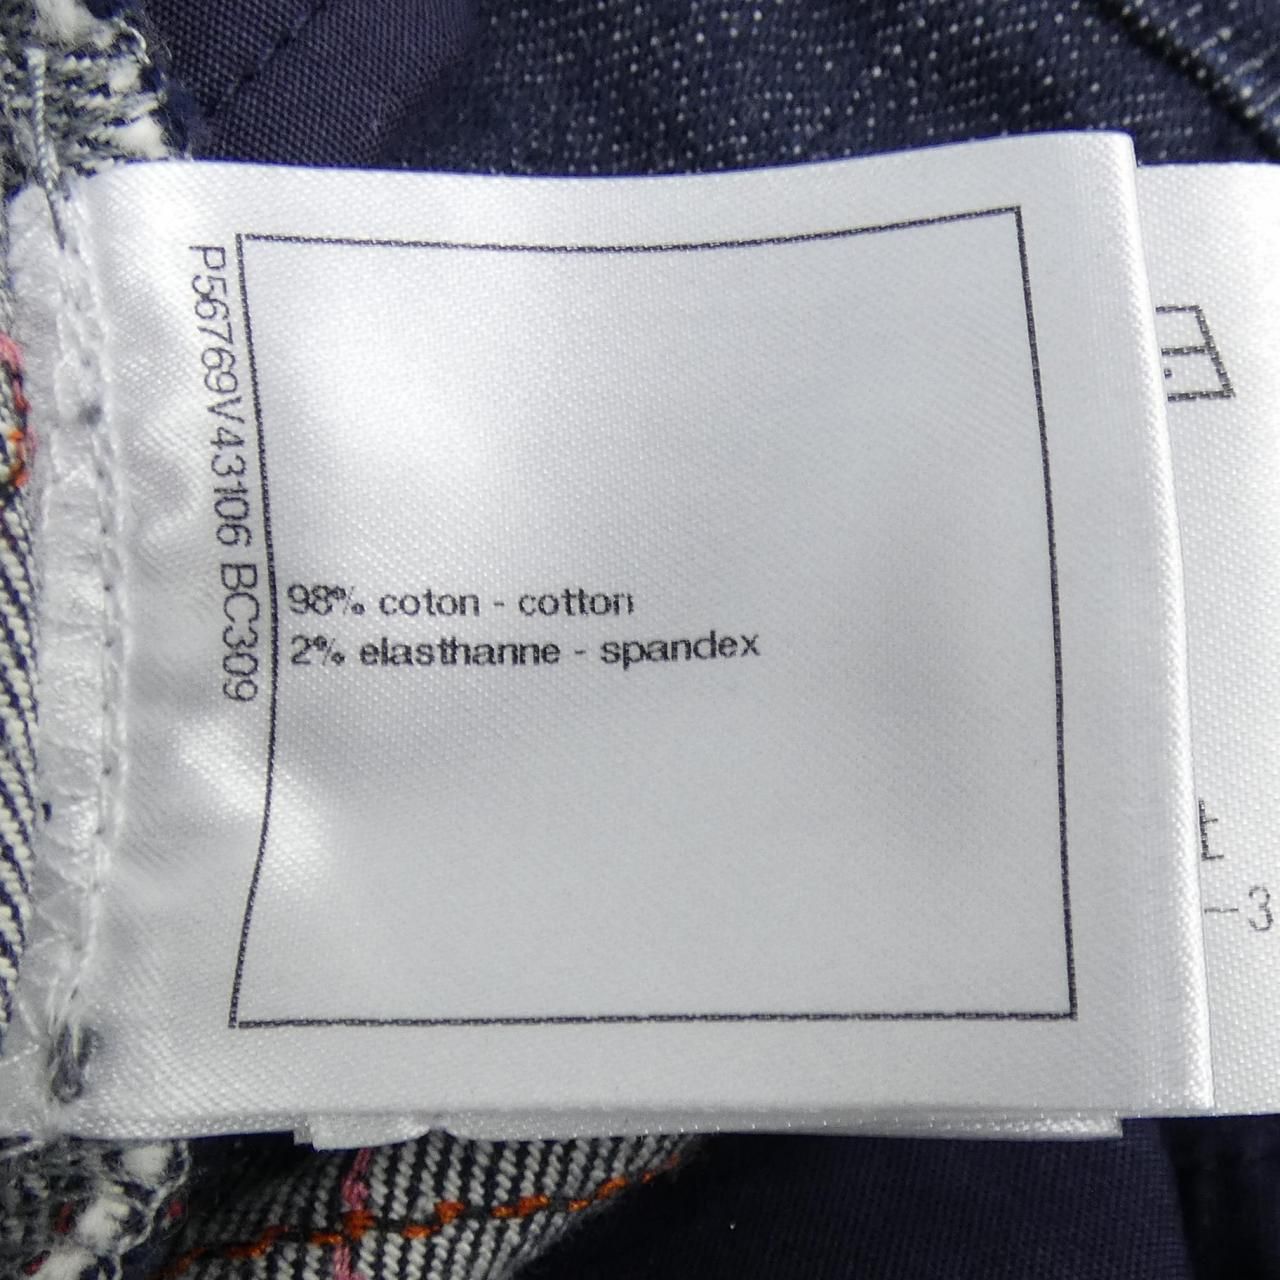 P56769V43106 BC309
98% coton - cotton
2% elasthanne - spandex